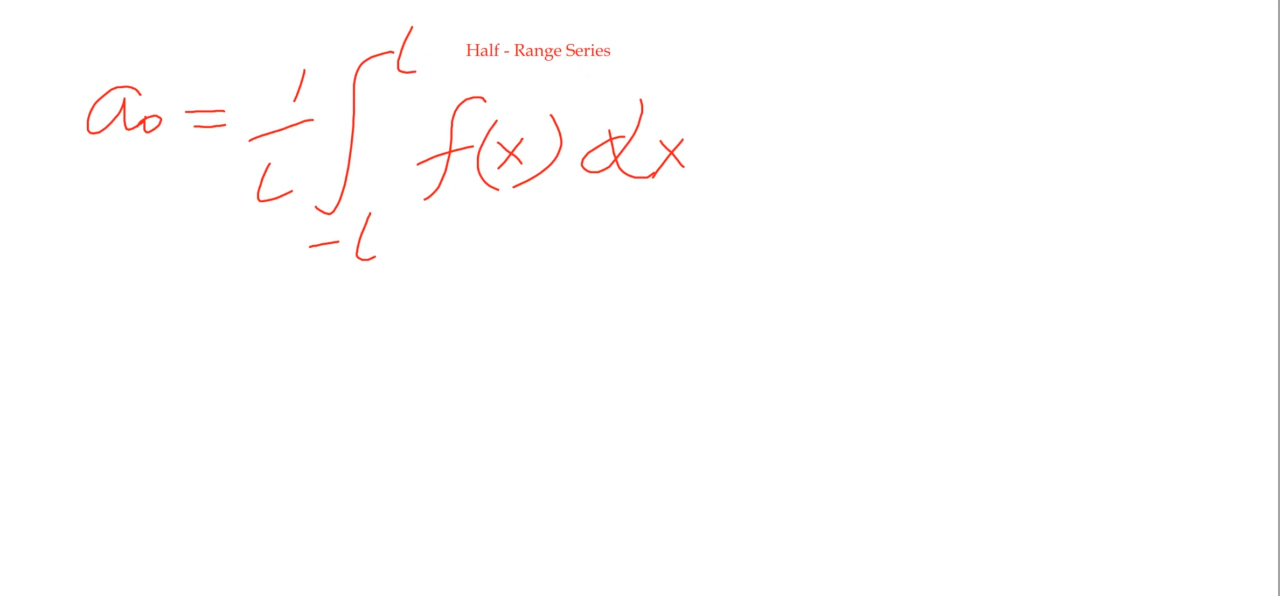 Half - Range Series
a₀ = 1/L ∫_{-L}^{L} f(x) dx